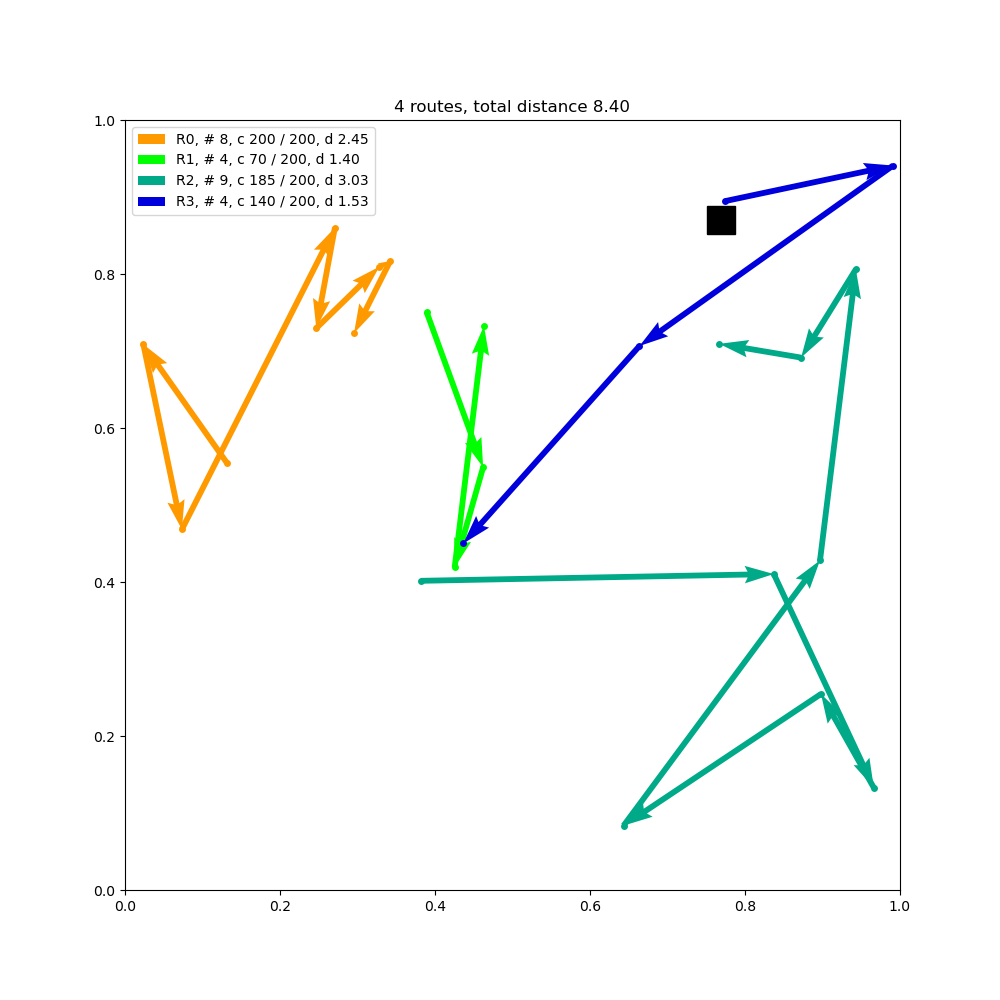 4 routes, total distance 8.40
1.0
R0, # 8, c 200 / 200, d 2.45
R1, # 4, c 70 / 200, d 1.40
R2, # 9, c 185 / 200, d 3.03
R3, # 4, c 140 / 200, d 1.53
0.8
0.6
0.4
0.2
0.0
0.0 0.2 0.4 0.6 0.8 1.0